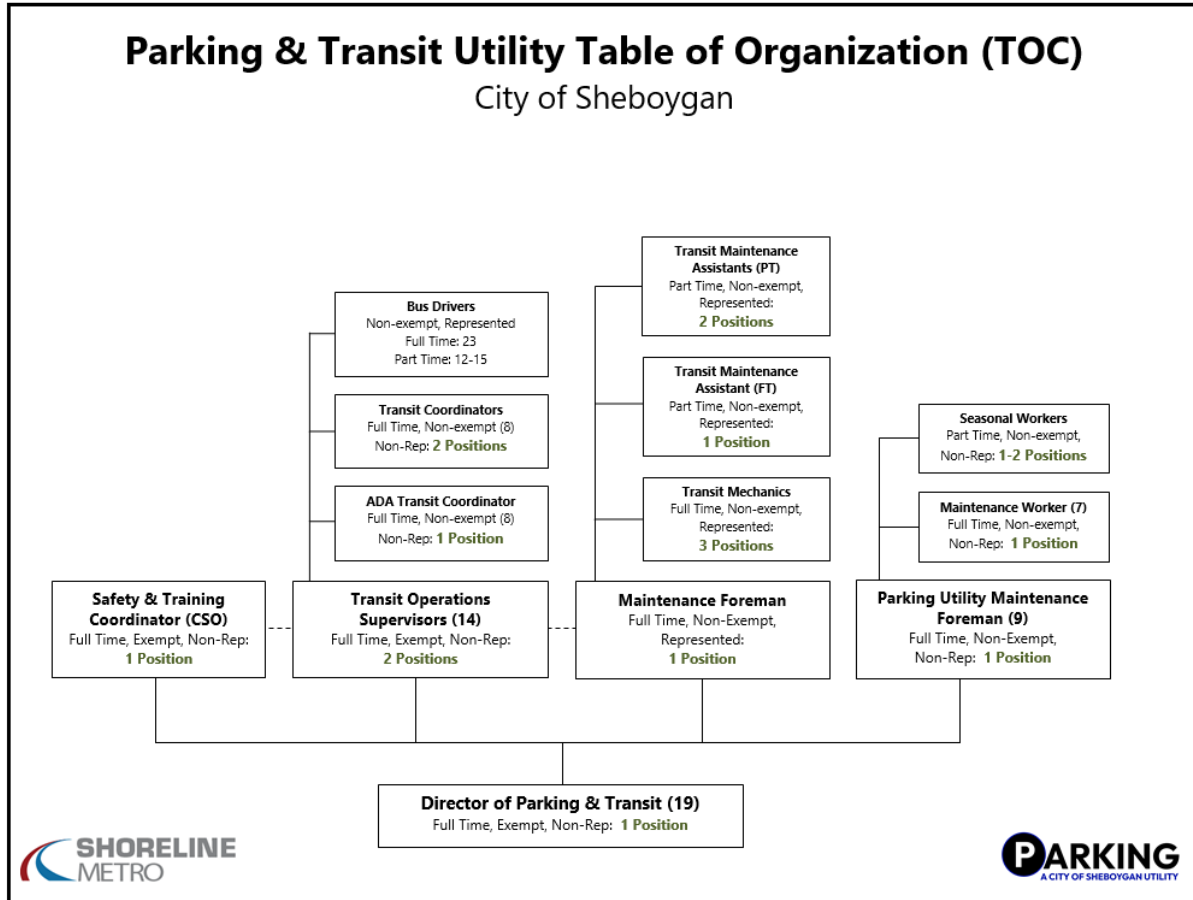 Parking & Transit Utility Table of Organization (TOC)
City of Sheboygan
Transit Maintenance
Assistants (PT)
Part Time, Non-exempt,
Represented:
2 Positions
Bus Drivers
Non-exempt, Represented
Full Time: 23
Part Time: 12-15
Transit Maintenance
Assistant (FT)
Part Time, Non-exempt,
Represented:
1 Position
Transit Coordinators
Full Time, Non-exempt (8)
Non-Rep: 2 Positions
Seasonal Workers
Part Time, Non-exempt,
Non-Rep: 1-2 Positions
ADA Transit Coordinator
Full Time, Non-exempt (8)
Non-Rep: 1 Position
Transit Mechanics
Full Time, Non-exempt,
Represented:
3 Positions
Maintenance Worker (7)
Full Time, Non-exempt,
Non-Rep: 1 Position
Safety & Training
Coordinator (CSO)
Full Time, Exempt, Non-Rep:
1 Position
Transit Operations
Supervisors (14)
Full Time, Exempt, Non-Rep:
2 Positions
Maintenance Foreman
Full Time, Non-Exempt,
Represented:
1 Position
Parking Utility Maintenance
Foreman (9)
Full Time, Non-Exempt,
Non-Rep: 1 Position
Director of Parking & Transit (19)
Full Time, Exempt, Non-Rep: 1 Position
SHORELINE
METRO
PARKING
A CITY OF SHEBOYGAN UTILITY